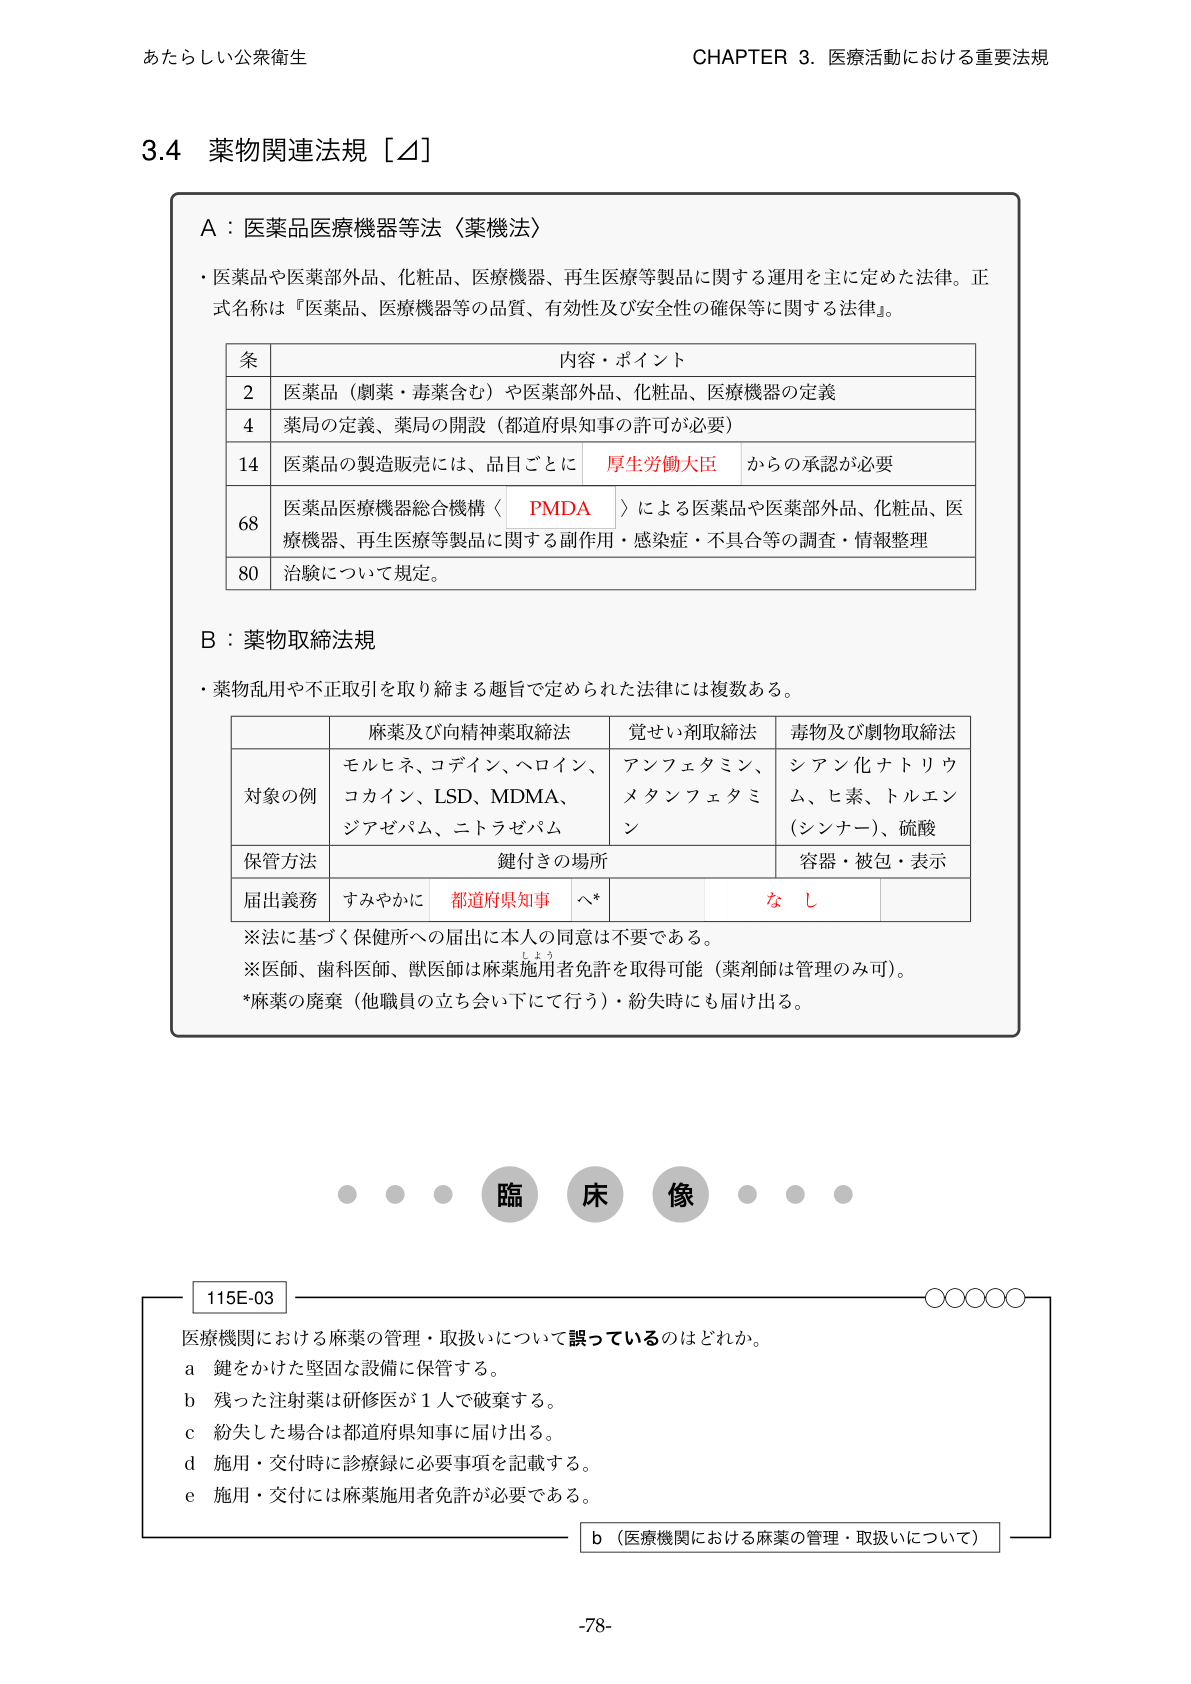 あたらしい公衆衛生
CHAPTER 3. 医療活動における重要法規
3.4 薬物関連法規［⊿］
A：医薬品医療機器等法〈薬機法〉
・医薬品や医薬部外品、化粧品、医療機器、再生医療等製品に関する運用を主に定めた法律。正
式名称は『医薬品、医療機器等の品質、有効性及び安全性の確保等に関する法律』。
条 内容・ポイント
2 医薬品（劇薬・毒薬含む）や医薬部外品、化粧品、医療機器の定義
4 薬局の定義、薬局の開設（都道府県知事の許可が必要）
14 医薬品の製造販売には、品目ごとに 厚生労働大臣 からの承認が必要
68 医薬品医療機器総合機構〈 PMDA 〉による医薬品や医薬部外品、化粧品、医
療機器、再生医療等製品に関する副作用・感染症・不具合等の調査・情報整理
80 治験について規定。
B：薬物取締法規
・薬物乱用や不正取引を取り締まる趣旨で定められた法律には複数ある。
麻薬及び向精神薬取締法 覚せい剤取締法 毒物及び劇物取締法
対象の例
モルヒネ、コデイン、ヘロイン、
コカイン、LSD、MDMA、
ジアゼパム、ニトラゼパム
アンフェタミン、
メタンフェタミ
ン
シアン化ナトリウ
ム、ヒ素、トルエン
（シンナー）、硫酸
保管方法 鍵付きの場所 容器・被包・表示
届出義務 すみやかに 都道府県知事 へ* なし
※法に基づく保健所への届出に本人の同意は不要である。
しよう
※医師、歯科医師、獣医師は麻薬施用者免許を取得可能（薬剤師は管理のみ可）。
*麻薬の廃棄（他職員の立ち会い下にて行う）・紛失時にも届け出る。
臨床像
115E-03
医療機関における麻薬の管理・取扱いについて誤っているのはどれか。
a 鍵をかけた堅固な設備に保管する。
b 残った注射薬は研修医が 1 人で破棄する。
c 紛失した場合は都道府県知事に届け出る。
d 施用・交付時に診療録に必要事項を記載する。
e 施用・交付には麻薬施用者免許が必要である。
b（医療機関における麻薬の管理・取扱いについて）
-78-